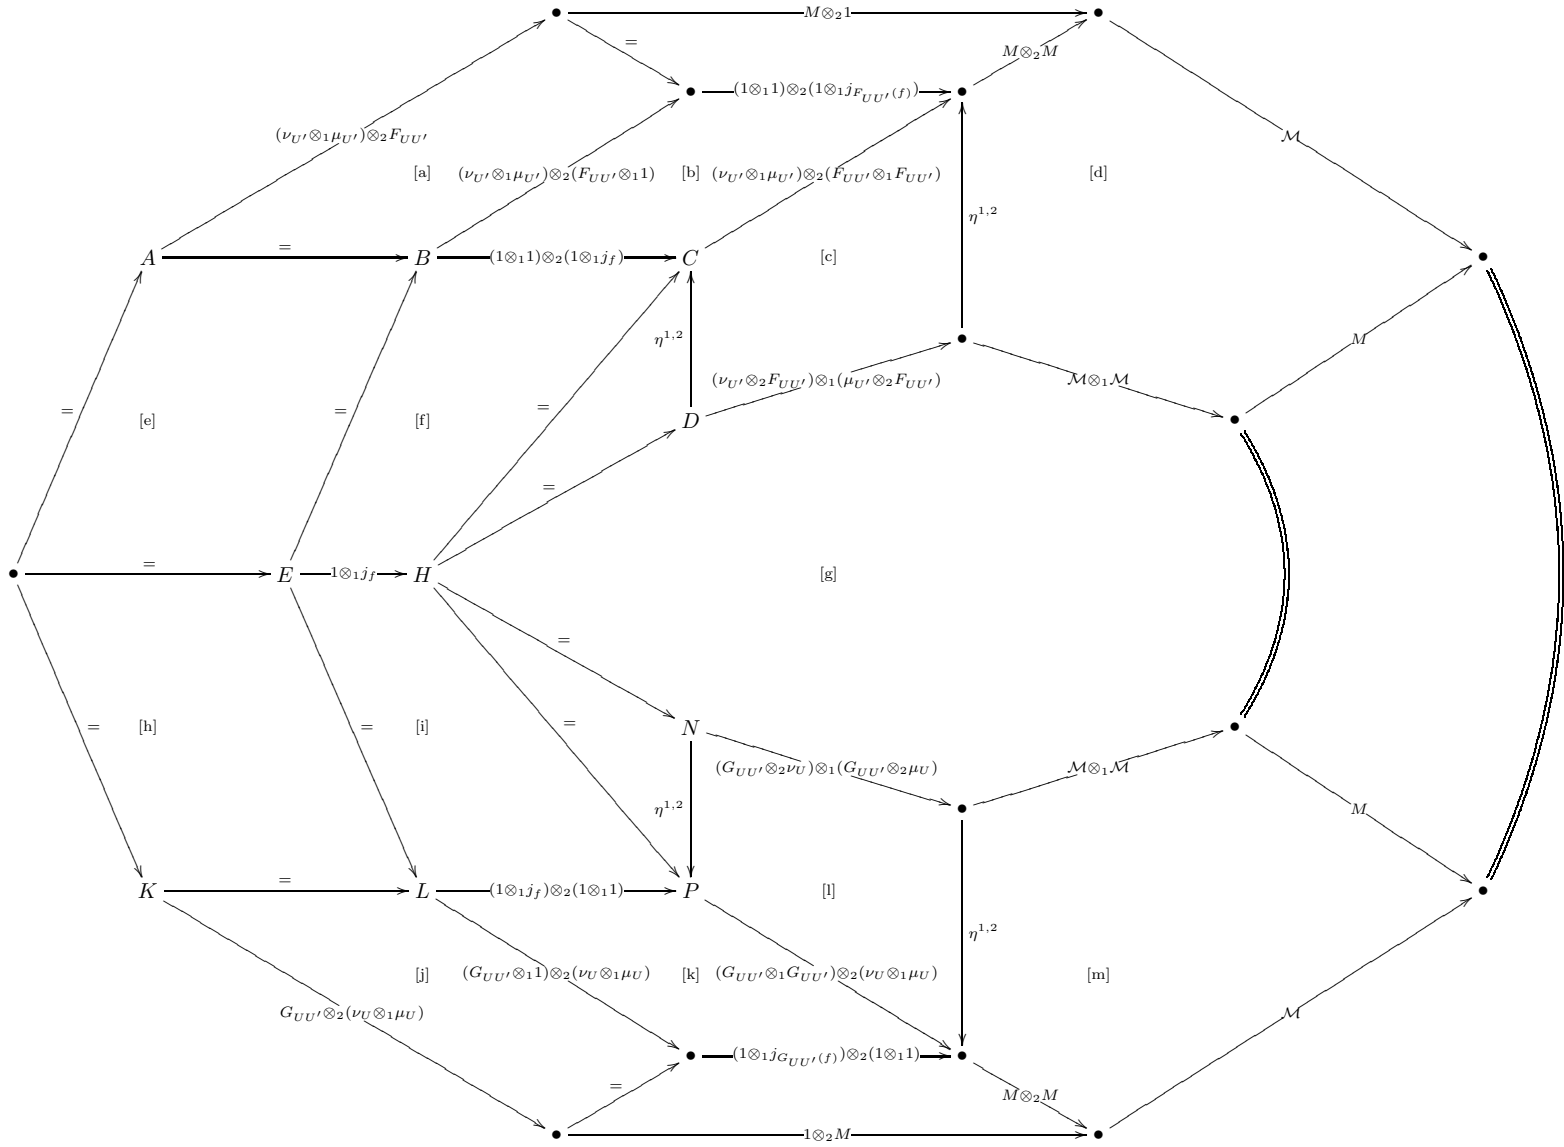 M⊗₂1
=
M⊗₂M
(1⊗₁1)⊗₂(1⊗₁j_{F_{UU′}(f)})
(ν_{U′}⊗₁μ_{U′})⊗₂F_{UU′}
ℳ
[a] (ν_{U′}⊗₁μ_{U′})⊗₂(F_{UU′}⊗₁1) [b] (ν_{U′}⊗₁μ_{U′})⊗₂(F_{UU′}⊗₁F_{UU′}) [d]
η^{1,2}
=
A B (1⊗₁1)⊗₂(1⊗₁j_f) C [c]
η^{1,2} M
(ν_{U′}⊗₂F_{UU′})⊗₁(μ_{U′}⊗₂F_{UU′}) ℳ⊗₁ℳ
= = =
[e] [f] D
=
= E 1⊗₁j_f H [g]
=
= [h] = [i] = N
(G_{UU′}⊗₂ν_U)⊗₁(G_{UU′}⊗₂μ_U) ℳ⊗₁ℳ
η^{1,2} M
=
K L (1⊗₁j_f)⊗₂(1⊗₁1) P [l]
η^{1,2}
[j] (G_{UU′}⊗₁1)⊗₂(ν_U⊗₁μ_U) [k] (G_{UU′}⊗₁G_{UU′})⊗₂(ν_U⊗₁μ_U) [m]
G_{UU′}⊗₂(ν_U⊗₁μ_U) ℳ
(1⊗₁j_{G_{UU′}(f)})⊗₂(1⊗₁1)
= M⊗₂M
1⊗₂M